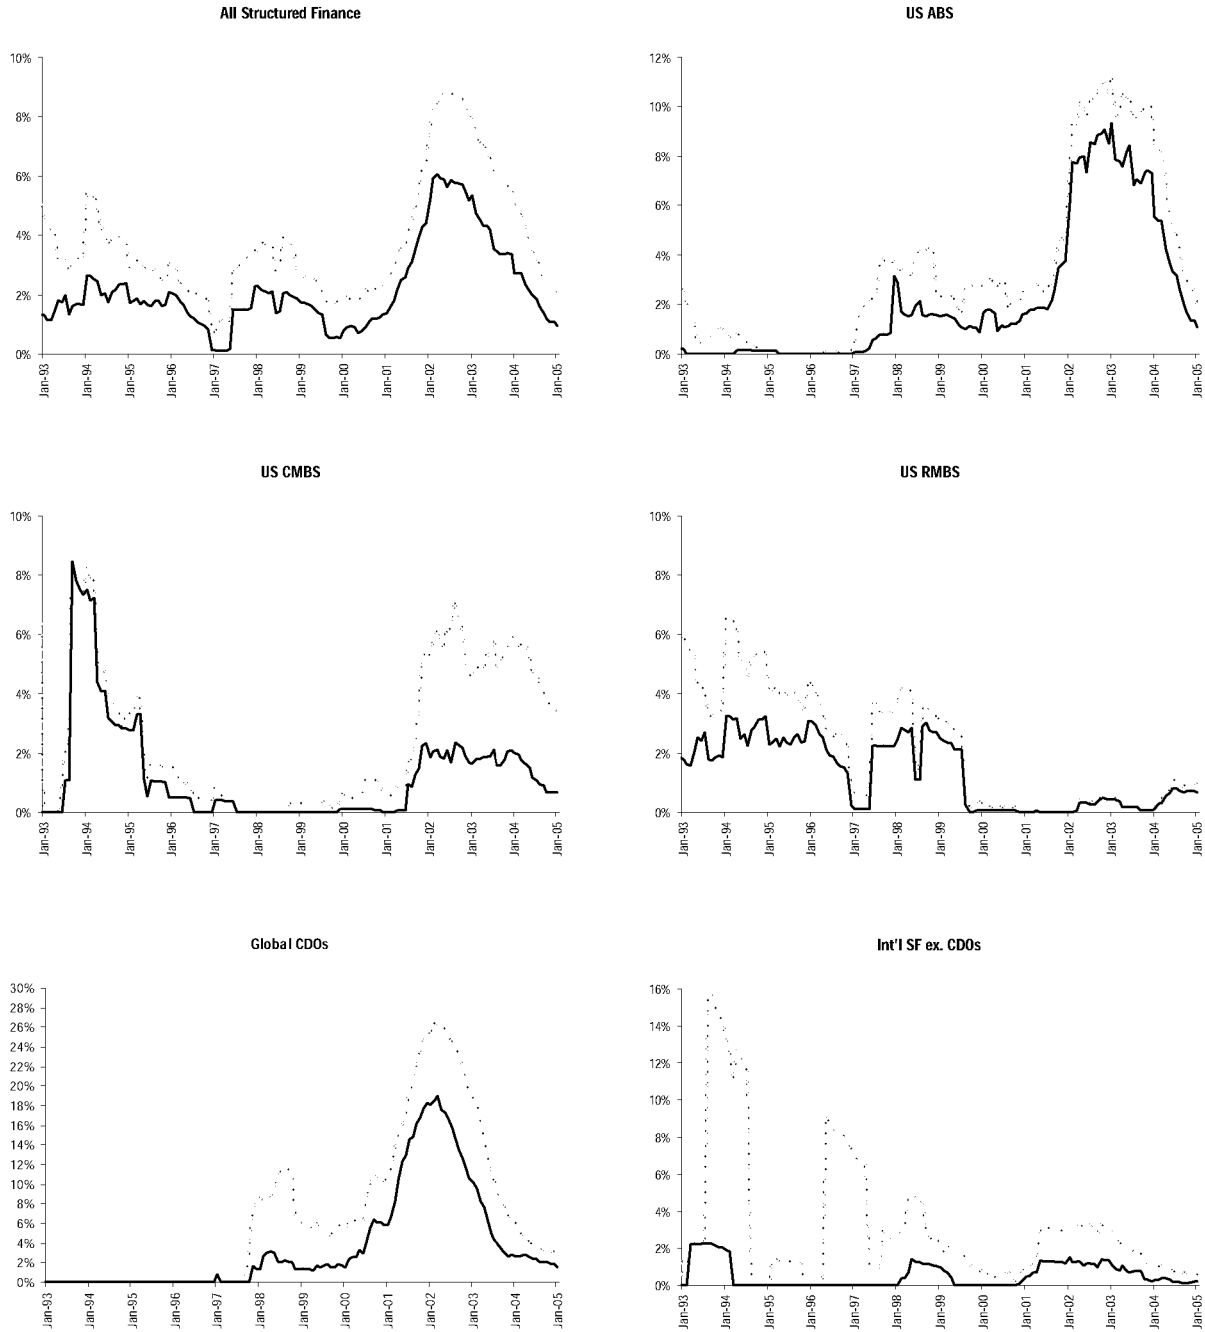 All Structured Finance
10%
8%
6%
4%
2%
0%
Jan-93
Jan-94
Jan-95
Jan-96
Jan-97
Jan-98
Jan-99
Jan-00
Jan-01
Jan-02
Jan-03
Jan-04
Jan-05
US ABS
12%
10%
8%
6%
4%
2%
0%
Jan-93
Jan-94
Jan-95
Jan-96
Jan-97
Jan-98
Jan-99
Jan-00
Jan-01
Jan-02
Jan-03
Jan-04
Jan-05
US CMBS
10%
8%
6%
4%
2%
0%
Jan-93
Jan-94
Jan-95
Jan-96
Jan-97
Jan-98
Jan-99
Jan-00
Jan-01
Jan-02
Jan-03
Jan-04
Jan-05
US RMBS
10%
8%
6%
4%
2%
0%
Jan-93
Jan-94
Jan-95
Jan-96
Jan-97
Jan-98
Jan-99
Jan-00
Jan-01
Jan-02
Jan-03
Jan-04
Jan-05
Global CDOs
30%
28%
26%
24%
22%
20%
18%
16%
14%
12%
10%
8%
6%
4%
2%
0%
Jan-93
Jan-94
Jan-95
Jan-96
Jan-97
Jan-98
Jan-99
Jan-00
Jan-01
Jan-02
Jan-03
Jan-04
Jan-05
Int'l SF ex. CDOs
16%
14%
12%
10%
8%
6%
4%
2%
0%
Jan-93
Jan-94
Jan-95
Jan-96
Jan-97
Jan-98
Jan-99
Jan-00
Jan-01
Jan-02
Jan-03
Jan-04
Jan-05